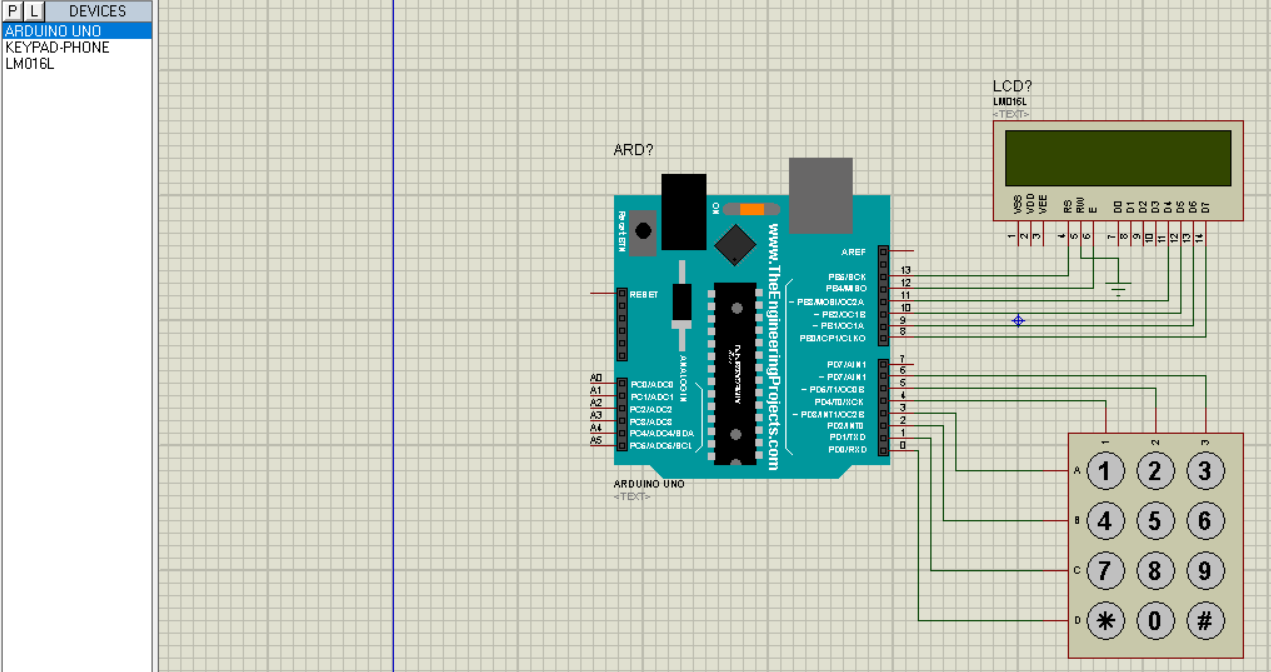 P L DEVICES
ARDUINO UNO
KEYPAD-PHONE
LM016L
LCD?
LM016L
<TEXT>
VSS VDD VEE RS RW E D0 D1 D2 D3 D4 D5 D6 D7
1 2 3 4 5 6 7 8 9 10 11 12 13 14
ARD?
Reset BTN
ON
www.TheEngineeringProjects.com
ANALOG IN
RESET
AREF
PB5/SCK 13
PB4/MISO 12
~ PB3/MOSI/OC2A 11
~ PB2/OC1B 10
~ PB1/OC1A 9
PB0/ICP1/CLKO 8
PD7/AIN1 7
~ PD7/AIN1 6
~ PD5/T1/OC0B 5
PD4/T0/XCK 4
~ PD3/INT1/OC2B 3
PD2/INT0 2
PD1/TXD 1
PD0/RXD 0
A0 PC0/ADC0
A1 PC1/ADC1
A2 PC2/ADC2
A3 PC3/ADC3
A4 PC4/ADC4/SDA
A5 PC5/ADC5/SCL
ARDUINO UNO
<TEXT>
1 2 3
A 1 2 3
B 4 5 6
C 7 8 9
D * 0 #